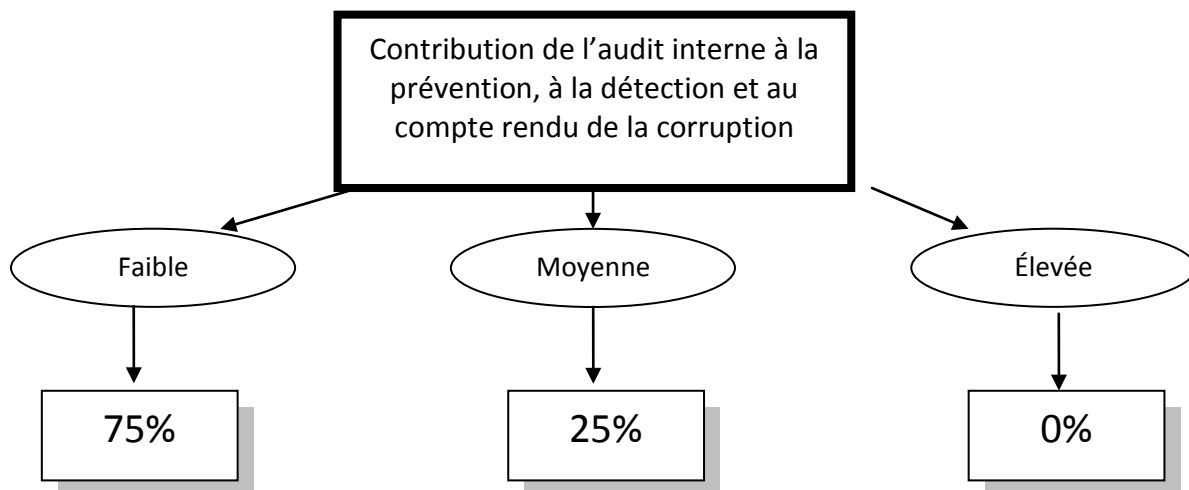 Contribution de l’audit interne à la
prévention, à la détection et au
compte rendu de la corruption
Faible
Moyenne
Élevée
75%
25%
0%